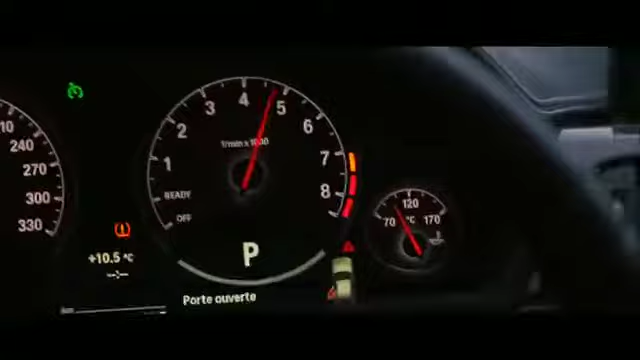 10
240
270
300
330
+10.5 °C
--:--
1
2
3
4
5
6
7
8
1/min x 1000
READY
OFF
P
Porte ouverte
70
120
170
°C